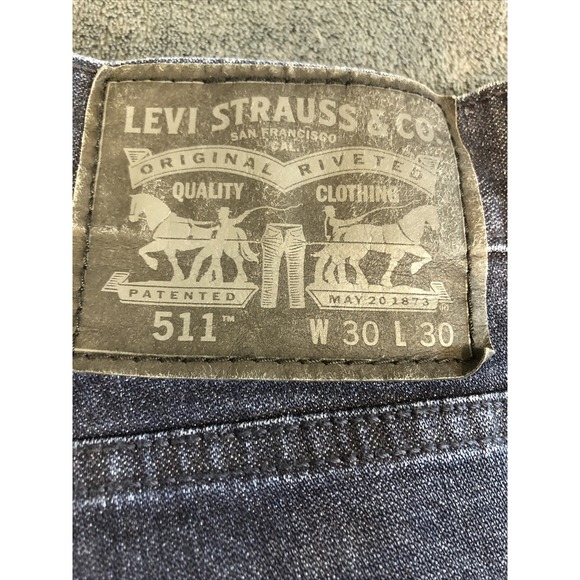 LEVI STRAUSS & CO.
SAN FRANCISCO
CAL.
ORIGINAL RIVETED
QUALITY CLOTHING
PATENTED MAY 20 1873
511™ W 30 L 30